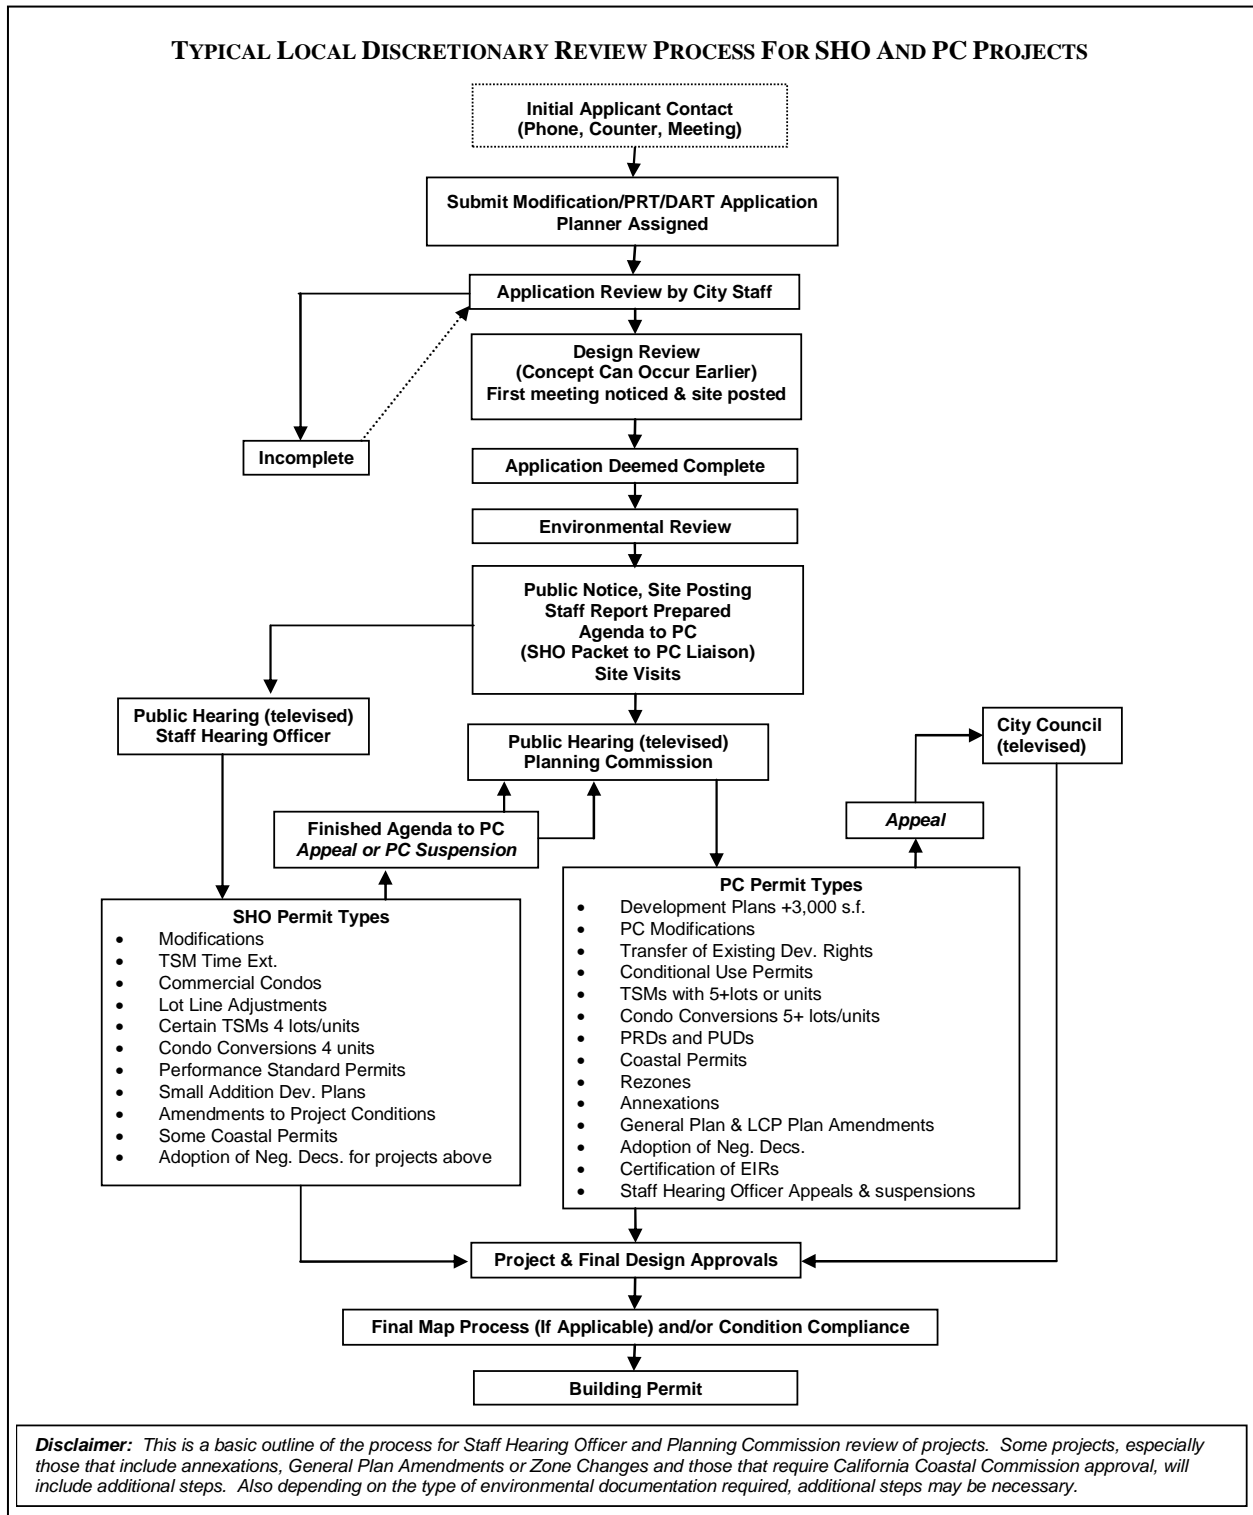 TYPICAL LOCAL DISCRETIONARY REVIEW PROCESS FOR SHO AND PC PROJECTS
Initial Applicant Contact
(Phone, Counter, Meeting)
Submit Modification/PRT/DART Application
Planner Assigned
Application Review by City Staff
Design Review
(Concept Can Occur Earlier)
First meeting noticed & site posted
Incomplete
Application Deemed Complete
Environmental Review
Public Notice, Site Posting
Staff Report Prepared
Agenda to PC
(SHO Packet to PC Liaison)
Site Visits
Public Hearing (televised)
Staff Hearing Officer
Public Hearing (televised)
Planning Commission
City Council
(televised)
Finished Agenda to PC
Appeal or PC Suspension
Appeal
SHO Permit Types
• Modifications
• TSM Time Ext.
• Commercial Condos
• Lot Line Adjustments
• Certain TSMs 4 lots/units
• Condo Conversions 4 units
• Performance Standard Permits
• Small Addition Dev. Plans
• Amendments to Project Conditions
• Some Coastal Permits
• Adoption of Neg. Decs. for projects above
PC Permit Types
• Development Plans +3,000 s.f.
• PC Modifications
• Transfer of Existing Dev. Rights
• Conditional Use Permits
• TSMs with 5+lots or units
• Condo Conversions 5+ lots/units
• PRDs and PUDs
• Coastal Permits
• Rezones
• Annexations
• General Plan & LCP Plan Amendments
• Adoption of Neg. Decs.
• Certification of EIRs
• Staff Hearing Officer Appeals & suspensions
Project & Final Design Approvals
Final Map Process (If Applicable) and/or Condition Compliance
Building Permit
Disclaimer: This is a basic outline of the process for Staff Hearing Officer and Planning Commission review of projects. Some projects, especially
those that include annexations, General Plan Amendments or Zone Changes and those that require California Coastal Commission approval, will
include additional steps. Also depending on the type of environmental documentation required, additional steps may be necessary.